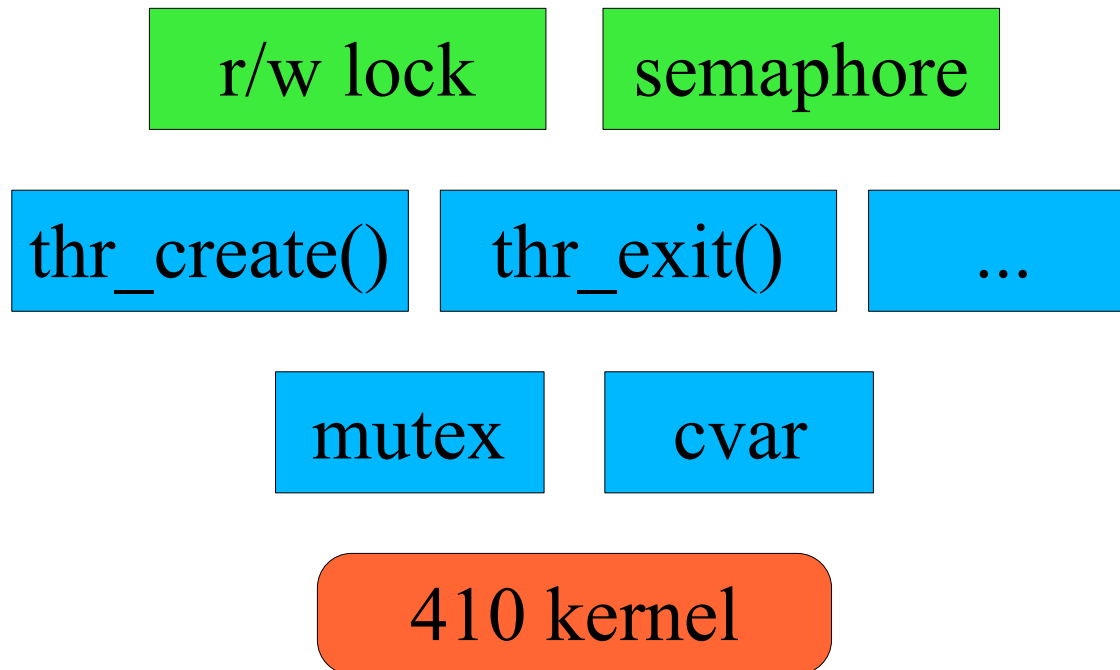 r/w lock
semaphore
thr_create()
thr_exit()
...
mutex
cvar
410 kernel